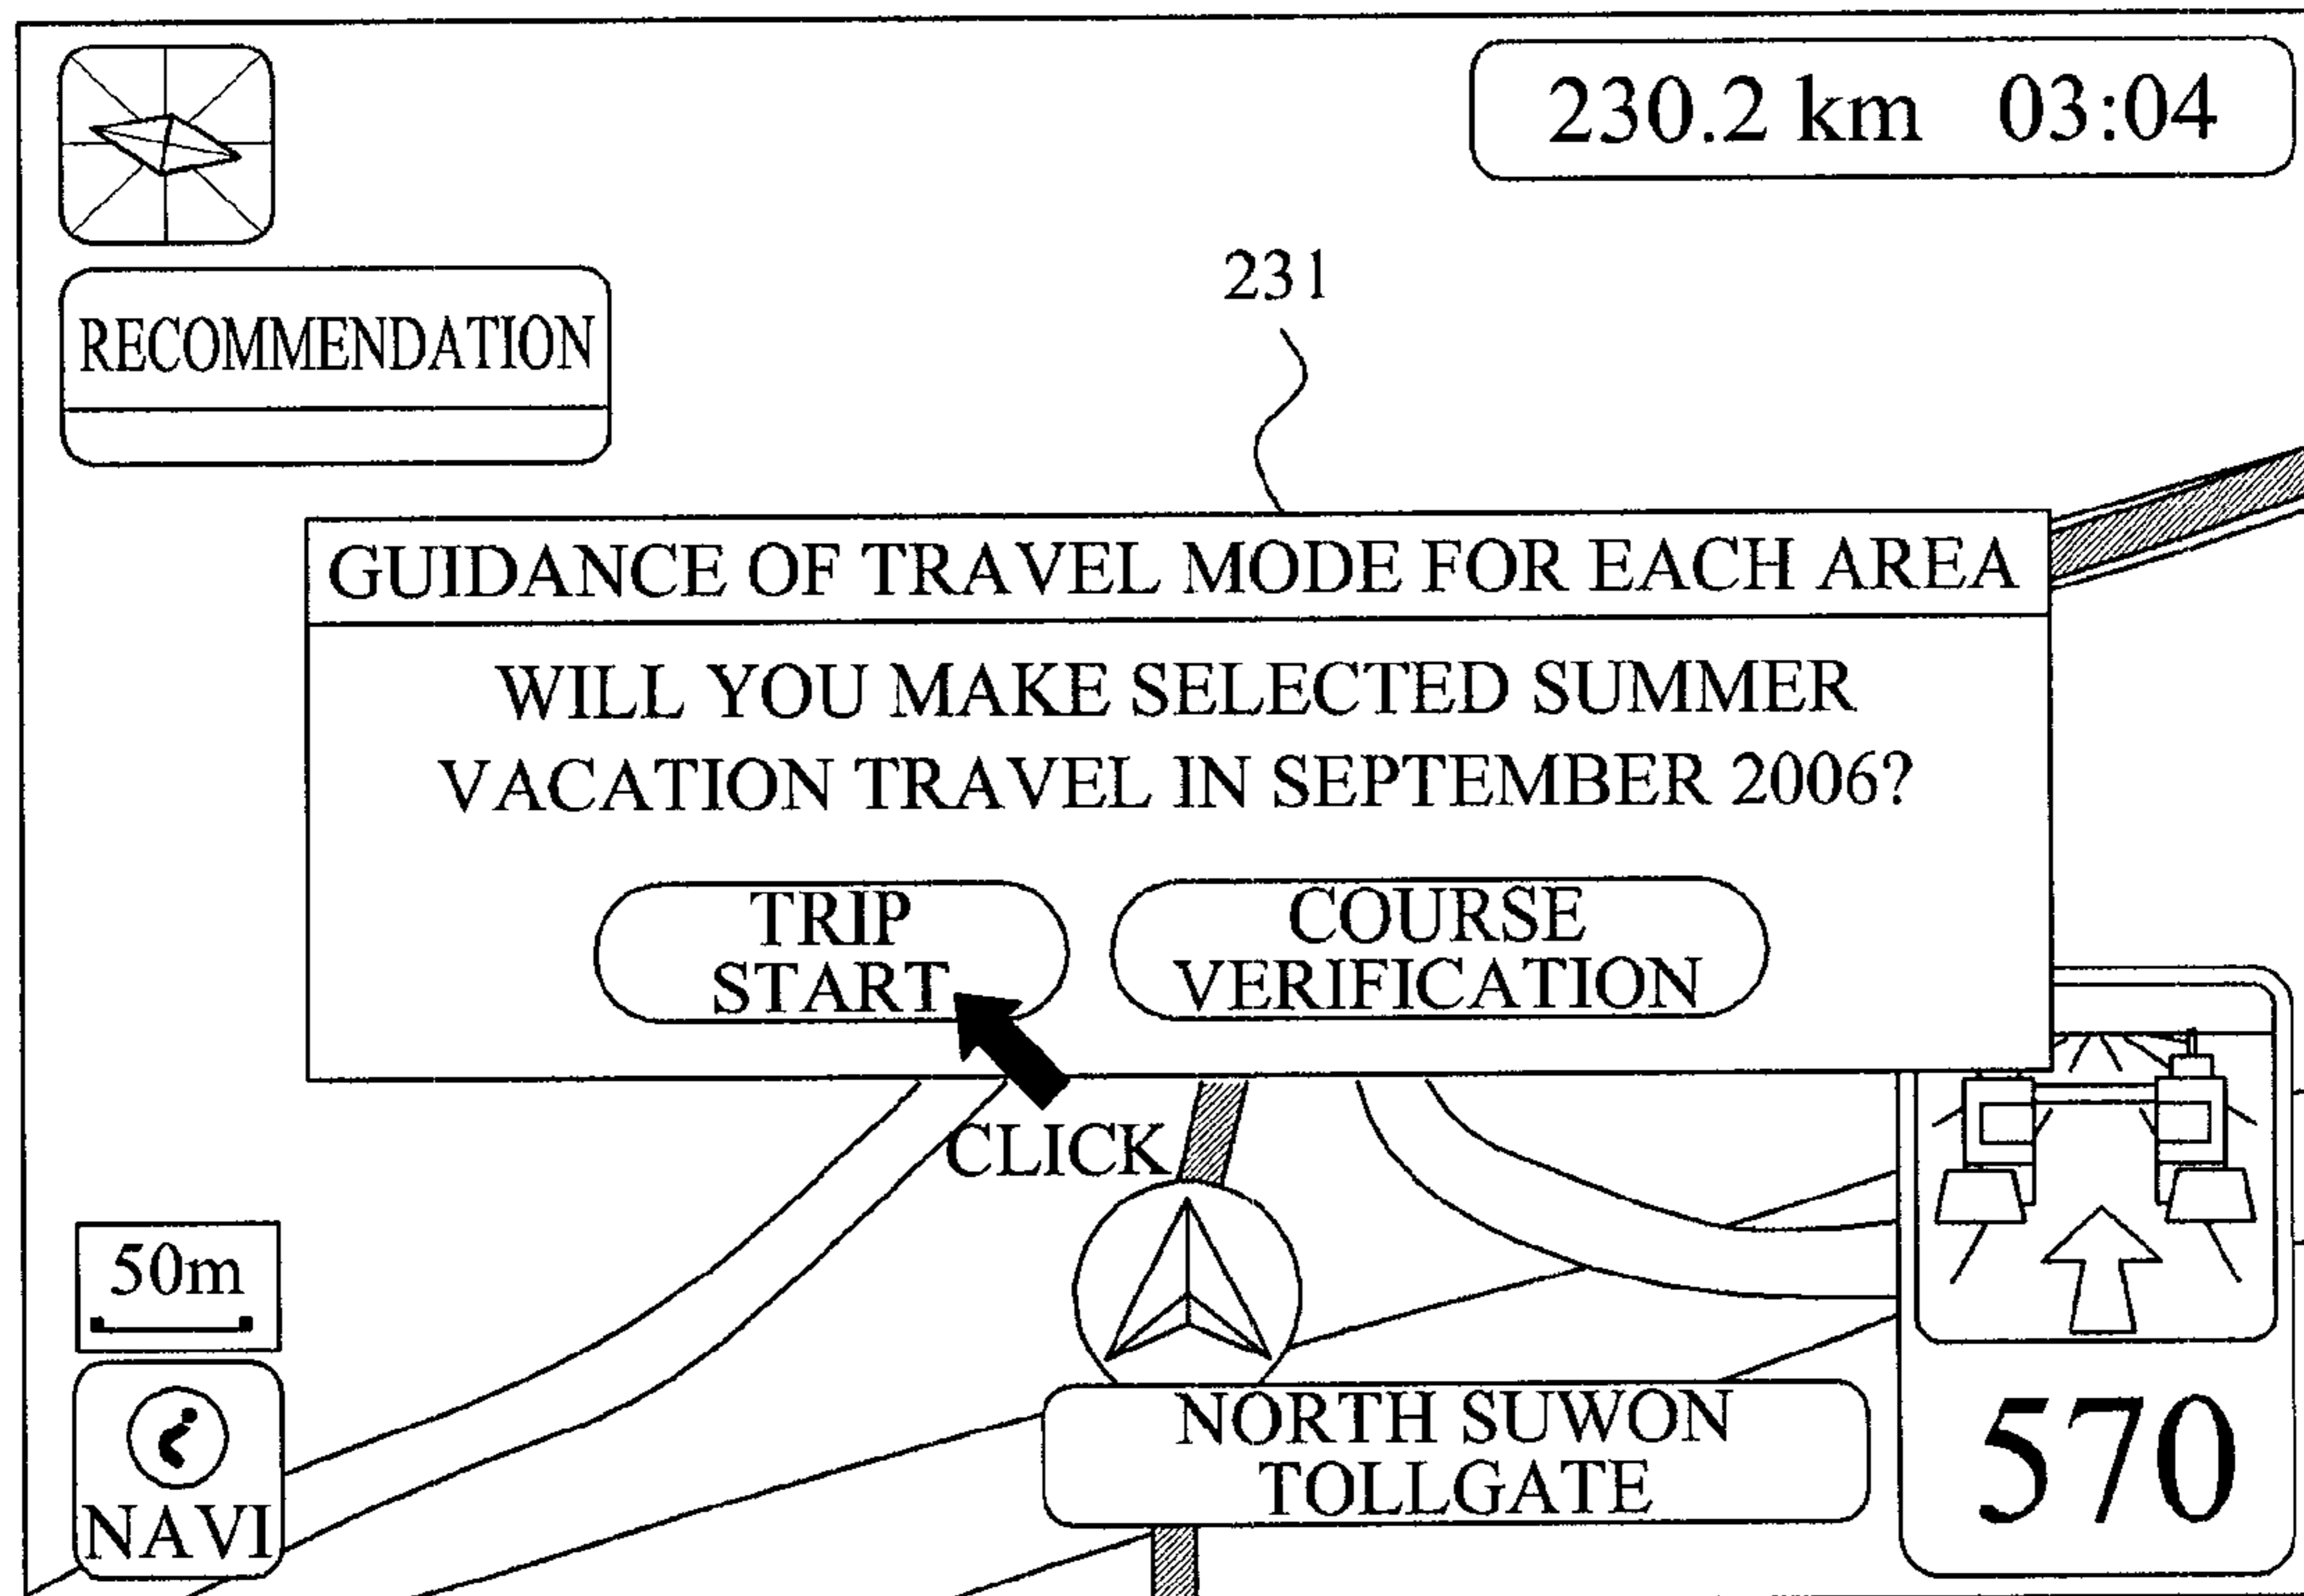 230.2 km 03:04
231
RECOMMENDATION
GUIDANCE OF TRAVEL MODE FOR EACH AREA
WILL YOU MAKE SELECTED SUMMER
VACATION TRAVEL IN SEPTEMBER 2006?
TRIP
START
COURSE
VERIFICATION
CLICK
50m
NAVI
NORTH SUWON
TOLLGATE
570